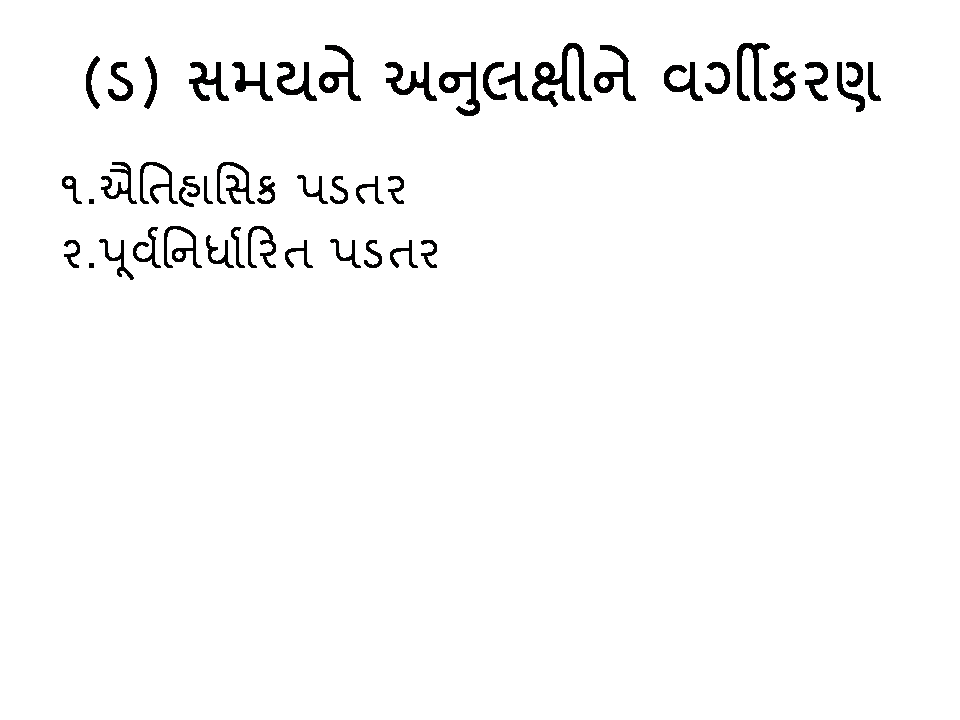 (ડ) સમયને અનુલક્ષીને વર્ગીકરણ
૧.ઐતિહાસિક પડતર
૨.પૂર્વનિર્ધારિત પડતર